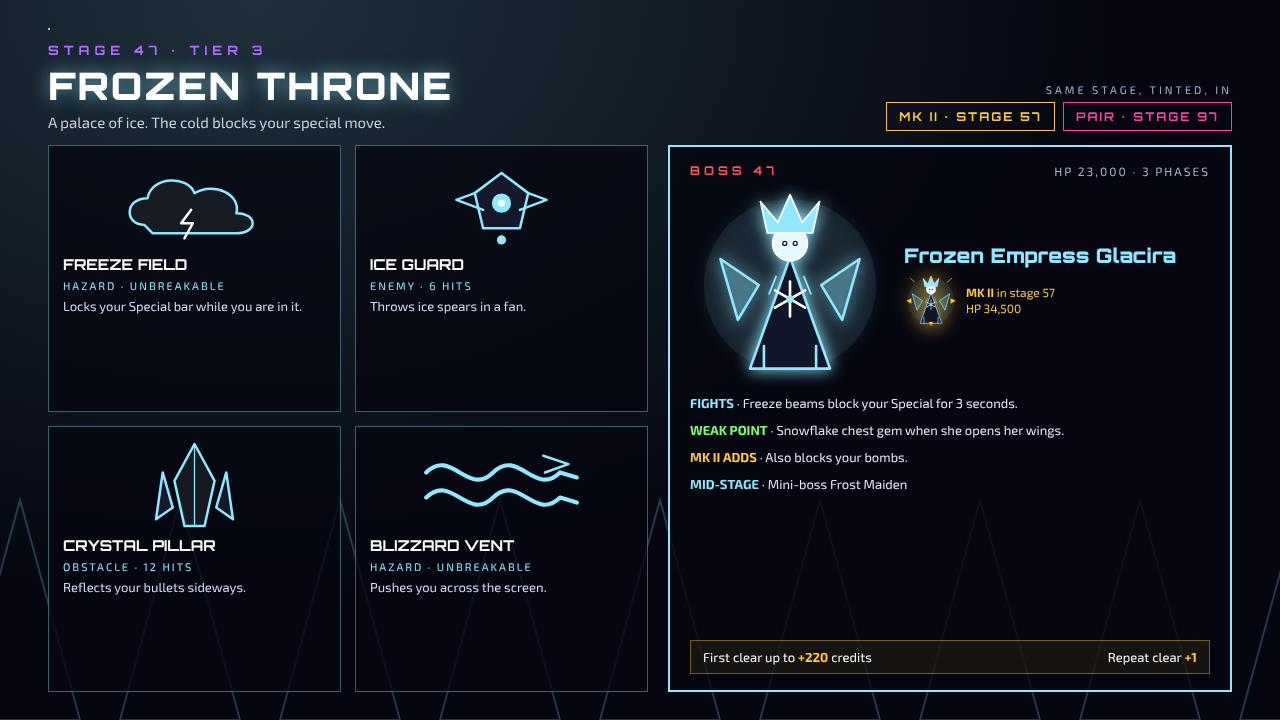 STAGE 47 · TIER 3
FROZEN THRONE
A palace of ice. The cold blocks your special move.
SAME STAGE, TINTED, IN
MK II · STAGE 57
PAIR · STAGE 97
FREEZE FIELD
HAZARD · UNBREAKABLE
Locks your Special bar while you are in it.
ICE GUARD
ENEMY · 6 HITS
Throws ice spears in a fan.
CRYSTAL PILLAR
OBSTACLE · 12 HITS
Reflects your bullets sideways.
BLIZZARD VENT
HAZARD · UNBREAKABLE
Pushes you across the screen.
BOSS 47
HP 23,000 · 3 PHASES
Frozen Empress Glacira
MK II in stage 57
HP 34,500
FIGHTS · Freeze beams block your Special for 3 seconds.
WEAK POINT · Snowflake chest gem when she opens her wings.
MK II ADDS · Also blocks your bombs.
MID-STAGE · Mini-boss Frost Maiden
First clear up to +220 credits
Repeat clear +1